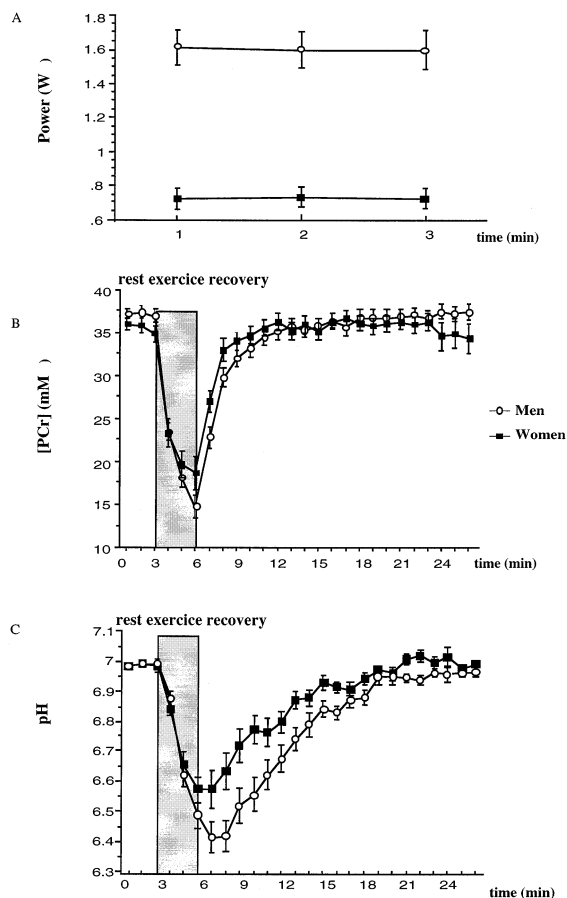 A
Power (W )
1.8
1.6
1.4
1.2
1
.8
.6
1 2 3
time (min)
rest exercice recovery
B
[PCr] (mM )
40
35
30
25
20
15
10
0 3 6 9 12 15 18 21 24
time (min)
Men
Women
rest exercice recovery
C
pH
7.1
7
6.9
6.8
6.7
6.6
6.5
6.4
6.3
0 3 6 9 12 15 18 21 24
time (min)